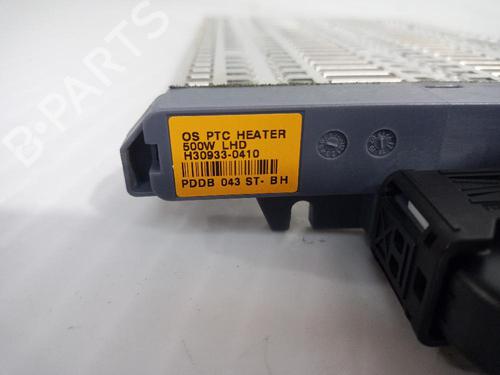 B-PARTS
OS PTC HEATER
500W LHD
H30933-0410
PDDB 043 ST- BH